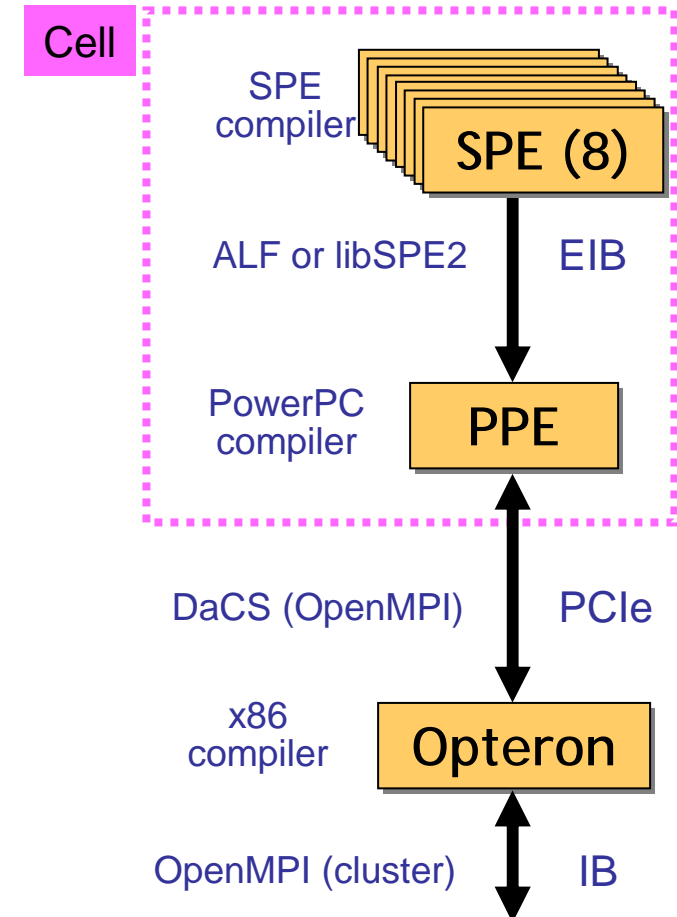 Cell
SPE
compiler
SPE (8)
ALF or libSPE2
EIB
PowerPC
compiler
PPE
DaCS (OpenMPI)
PCIe
x86
compiler
Opteron
OpenMPI (cluster)
IB